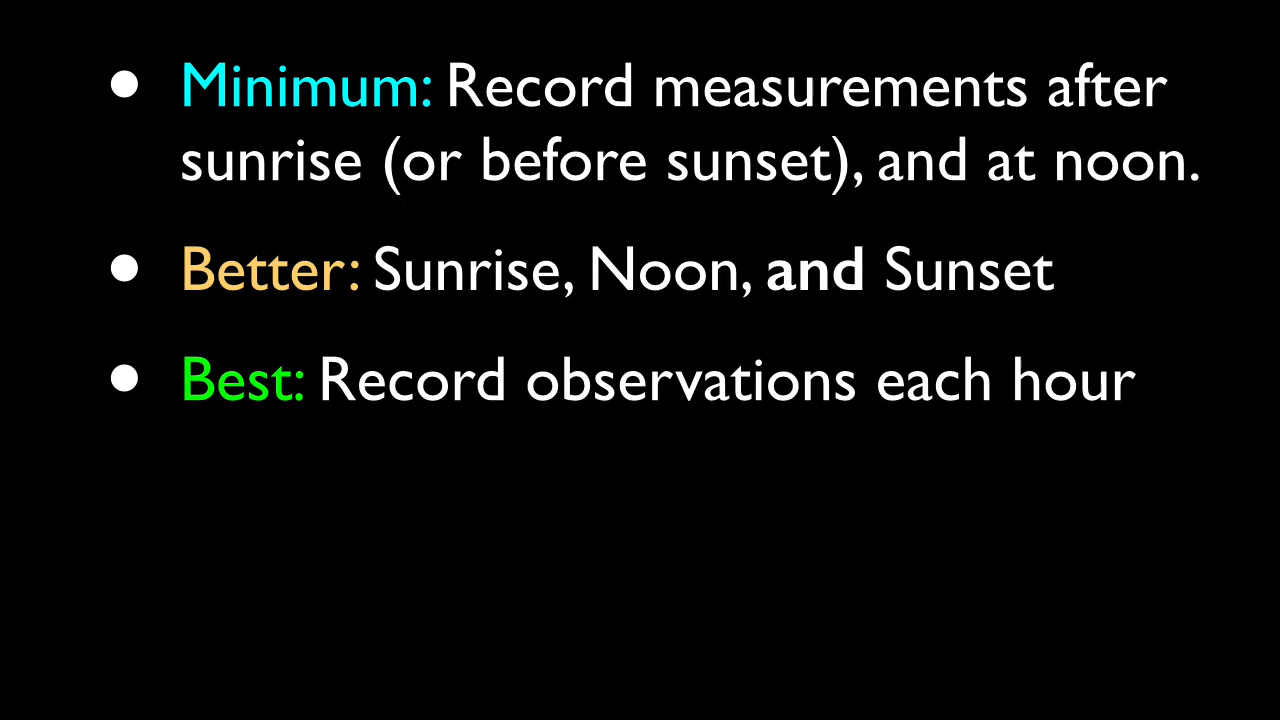 • Minimum: Record measurements after
sunrise (or before sunset), and at noon.
• Better: Sunrise, Noon, and Sunset
• Best: Record observations each hour